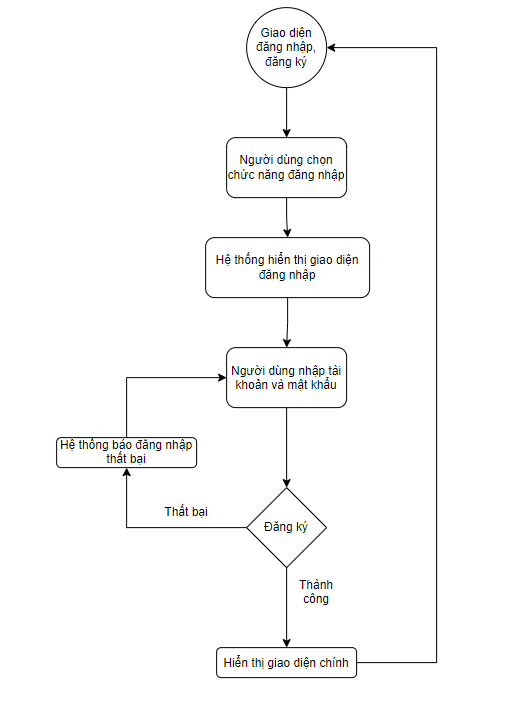 Giao diện
đăng nhập,
đăng ký
Người dùng chọn
chức năng đăng nhập
Hệ thống hiển thị giao diện
đăng nhập
Người dùng nhập tài
khoản và mật khẩu
Hệ thống báo đăng nhập
thất bại
Thất bại
Đăng ký
Thành
công
Hiển thị giao diện chính